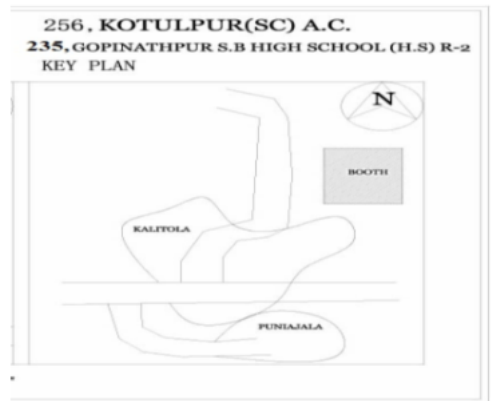 256, KOTULPUR(SC) A.C.
235, GOPINATHPUR S.B HIGH SCHOOL (H.S) R-2
KEY PLAN
N
BOOTH
KALITOLA
PUNIAJALA